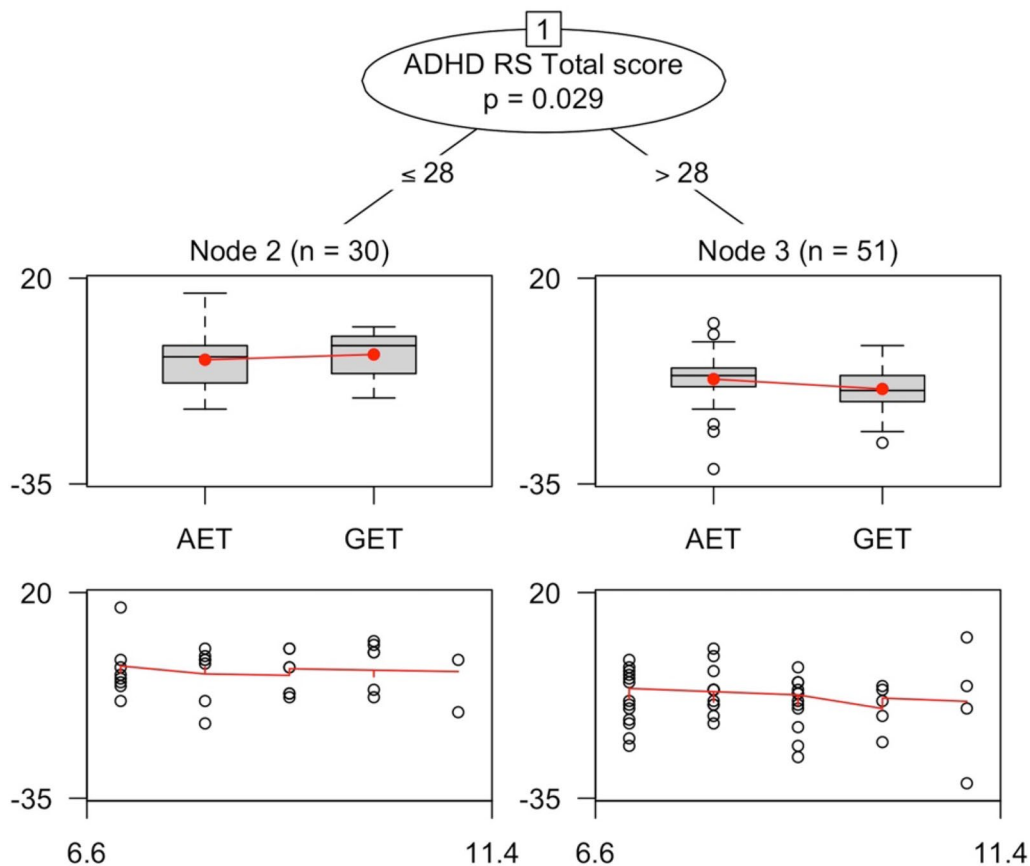 1
ADHD RS Total score
p = 0.029
≤ 28
> 28
Node 2 (n = 30)
Node 3 (n = 51)
20
-35
AET
GET
20
-35
AET
GET
20
-35
6.6
11.4
20
-35
6.6
11.4